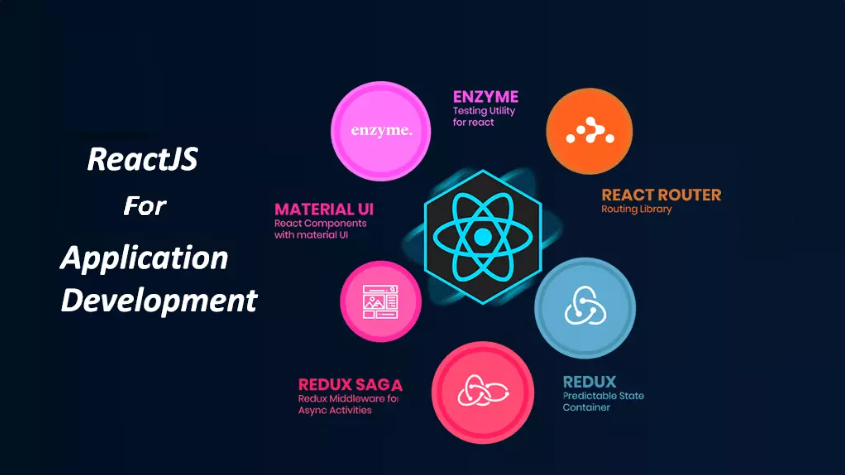 ReactJS
For
Application
Development
enzyme.
ENZYME
Testing Utility
for react
REACT ROUTER
Routing Library
MATERIAL UI
React Components
with material UI
REDUX SAGA
Redux Middleware for
Async Activities
REDUX
Predictable State
Container